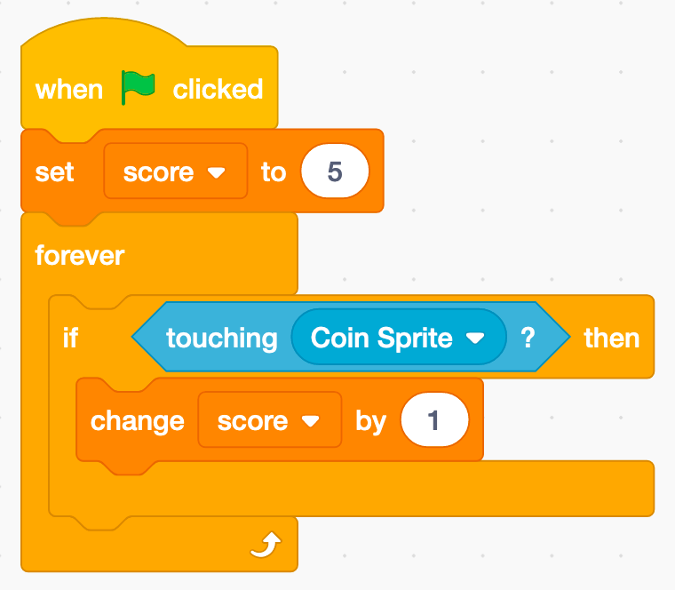 when clicked
set score to 5
forever
if touching Coin Sprite ? then
change score by 1